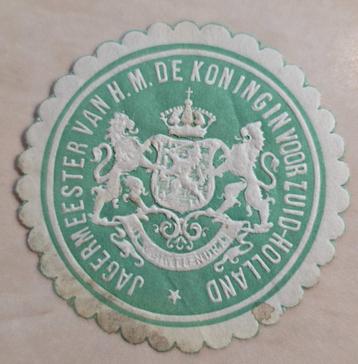 JAGERMEESTER VAN H.M. DE KONINGIN VOOR ZUID-HOLLAND